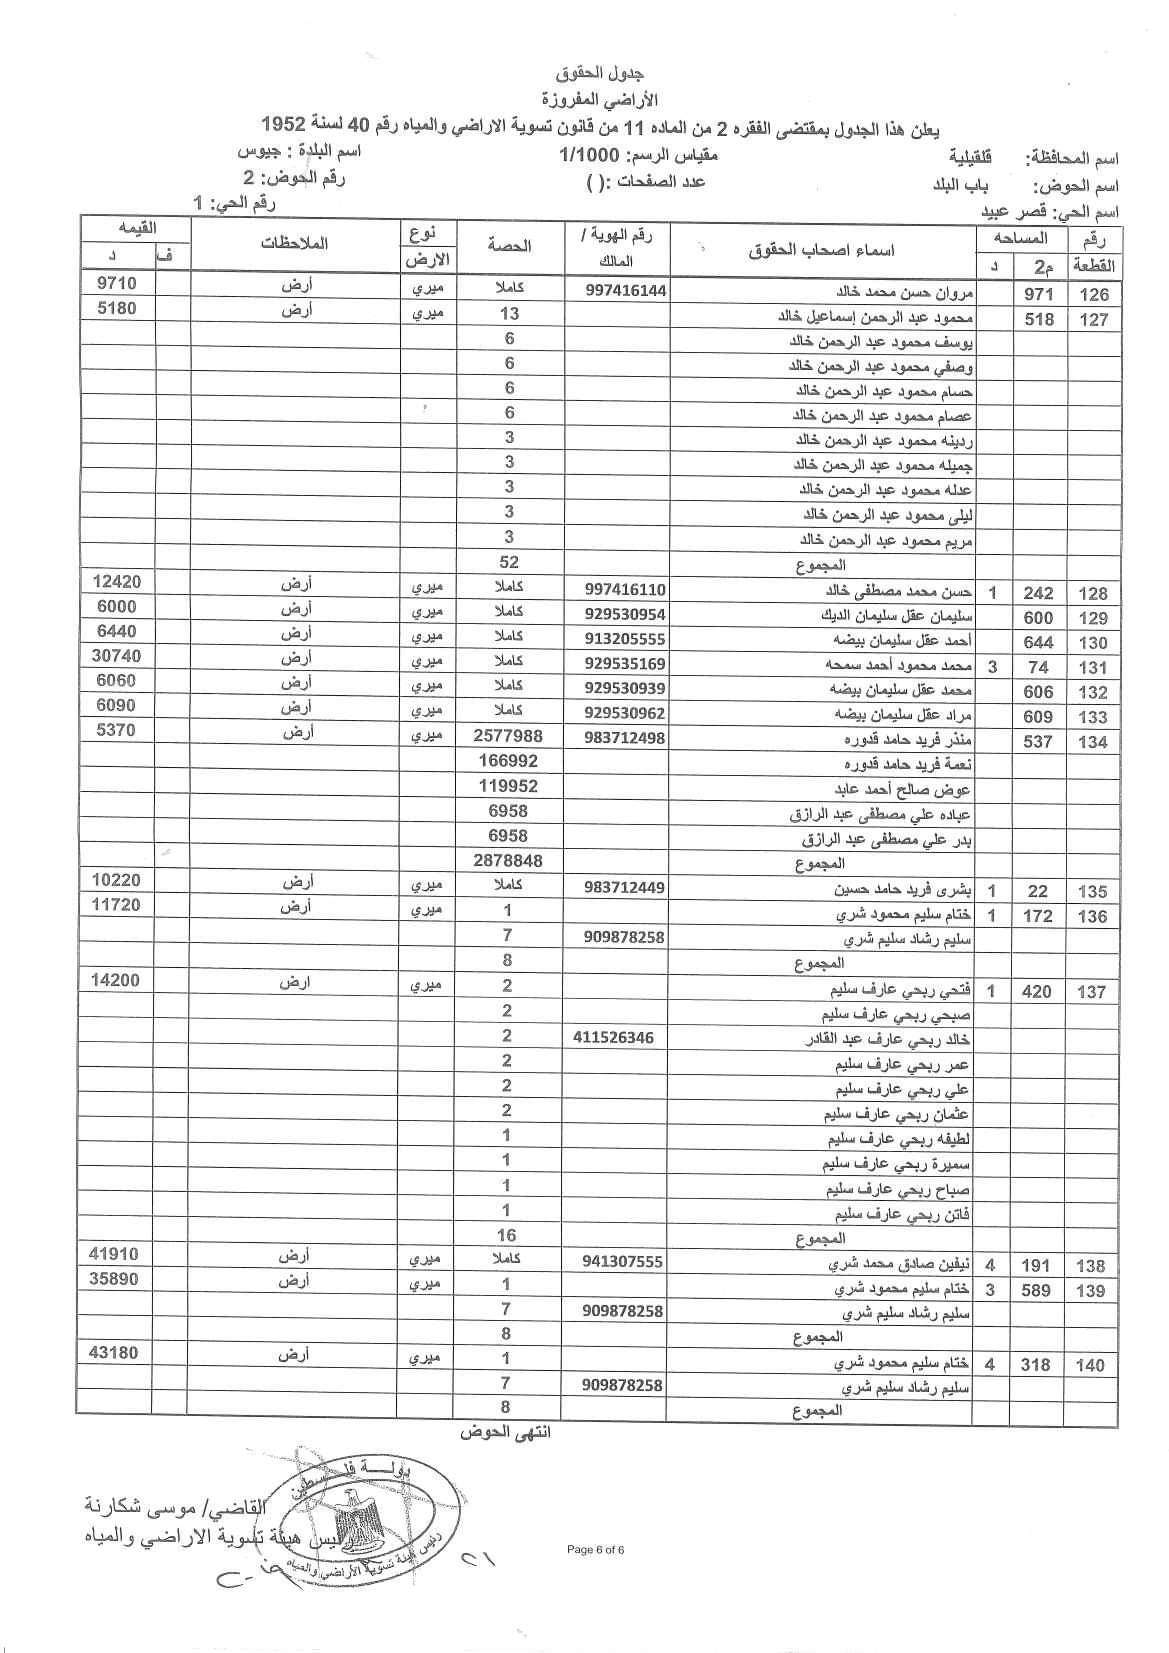 جدول الحقوق
الأراضي المفروزة
يعلن هذا الجدول بمقتضى الفقره 2 من الماده 11 من قانون تسوية الاراضي والمياه رقم 40 لسنة 1952
اسم المحافظة: قلقيلية مقياس الرسم: 1/1000 اسم البلدة : جيوس
اسم الحوض: باب البلد عدد الصفحات :( ) رقم الحوض: 2
اسم الحي: قصر عبيد رقم الحي: 1
رقم القطعة المساحه م2 د اسماء اصحاب الحقوق رقم الهوية / المالك الحصة نوع الارض الملاحظات القيمه ف د
126 971 مروان حسن محمد خالد 997416144 كاملا ميري أرض 9710
127 518 محمود عبد الرحمن إسماعيل خالد 13 ميري أرض 5180
يوسف محمود عبد الرحمن خالد 6
وصفي محمود عبد الرحمن خالد 6
حسام محمود عبد الرحمن خالد 6
عصام محمود عبد الرحمن خالد 6
ردينه محمود عبد الرحمن خالد 3
جميله محمود عبد الرحمن خالد 3
عدله محمود عبد الرحمن خالد 3
ليلى محمود عبد الرحمن خالد 3
مريم محمود عبد الرحمن خالد 3
المجموع 52
128 242 1 حسن محمد مصطفى خالد 997416110 كاملا ميري أرض 12420
129 600 سليمان عقل سليمان الديك 929530954 كاملا ميري أرض 6000
130 644 أحمد عقل سليمان بيضه 913205555 كاملا ميري أرض 6440
131 74 3 محمد محمود أحمد سمحه 929535169 كاملا ميري أرض 30740
132 606 محمد عقل سليمان بيضه 929530939 كاملا ميري أرض 6060
133 609 مراد عقل سليمان بيضه 929530962 كاملا ميري أرض 6090
134 537 منذر فريد حامد قدوره 983712498 2577988 ميري أرض 5370
نعمة فريد حامد قدوره 166992
عوض صالح أحمد عابد 119952
عباده علي مصطفى عبد الرازق 6958
بدر علي مصطفى عبد الرازق 6958
المجموع 2878848
135 22 1 بشرى فريد حامد حسين 983712449 كاملا ميري أرض 10220
136 172 1 ختام سليم محمود شري 1 ميري أرض 11720
سليم رشاد سليم شري 909878258 7
المجموع 8
137 420 1 فتحي ربحي عارف سليم 2 ميري ارض 14200
صبحي ربحي عارف سليم 2
خالد ربحي عارف عبد القادر 411526346 2
عمر ربحي عارف سليم 2
علي ربحي عارف سليم 2
عثمان ربحي عارف سليم 2
لطيفه ربحي عارف سليم 1
سميرة ربحي عارف سليم 1
صباح ربحي عارف سليم 1
فاتن ربحي عارف سليم 1
المجموع 16
138 191 4 نيفين صادق محمد شري 941307555 كاملا ميري أرض 41910
139 589 3 ختام سليم محمود شري 1 ميري أرض 35890
سليم رشاد سليم شري 909878258 7
المجموع 8
140 318 4 ختام سليم محمود شري 1 ميري أرض 43180
سليم رشاد سليم شري 909878258 7
المجموع 8
انتهى الحوض
دولة فلسطين
القاضي/ موسى شكارنة
رئيس هيئة تسوية الاراضي والمياه
رئيس هيئة تسوية الأراضي والمياه
Page 6 of 6